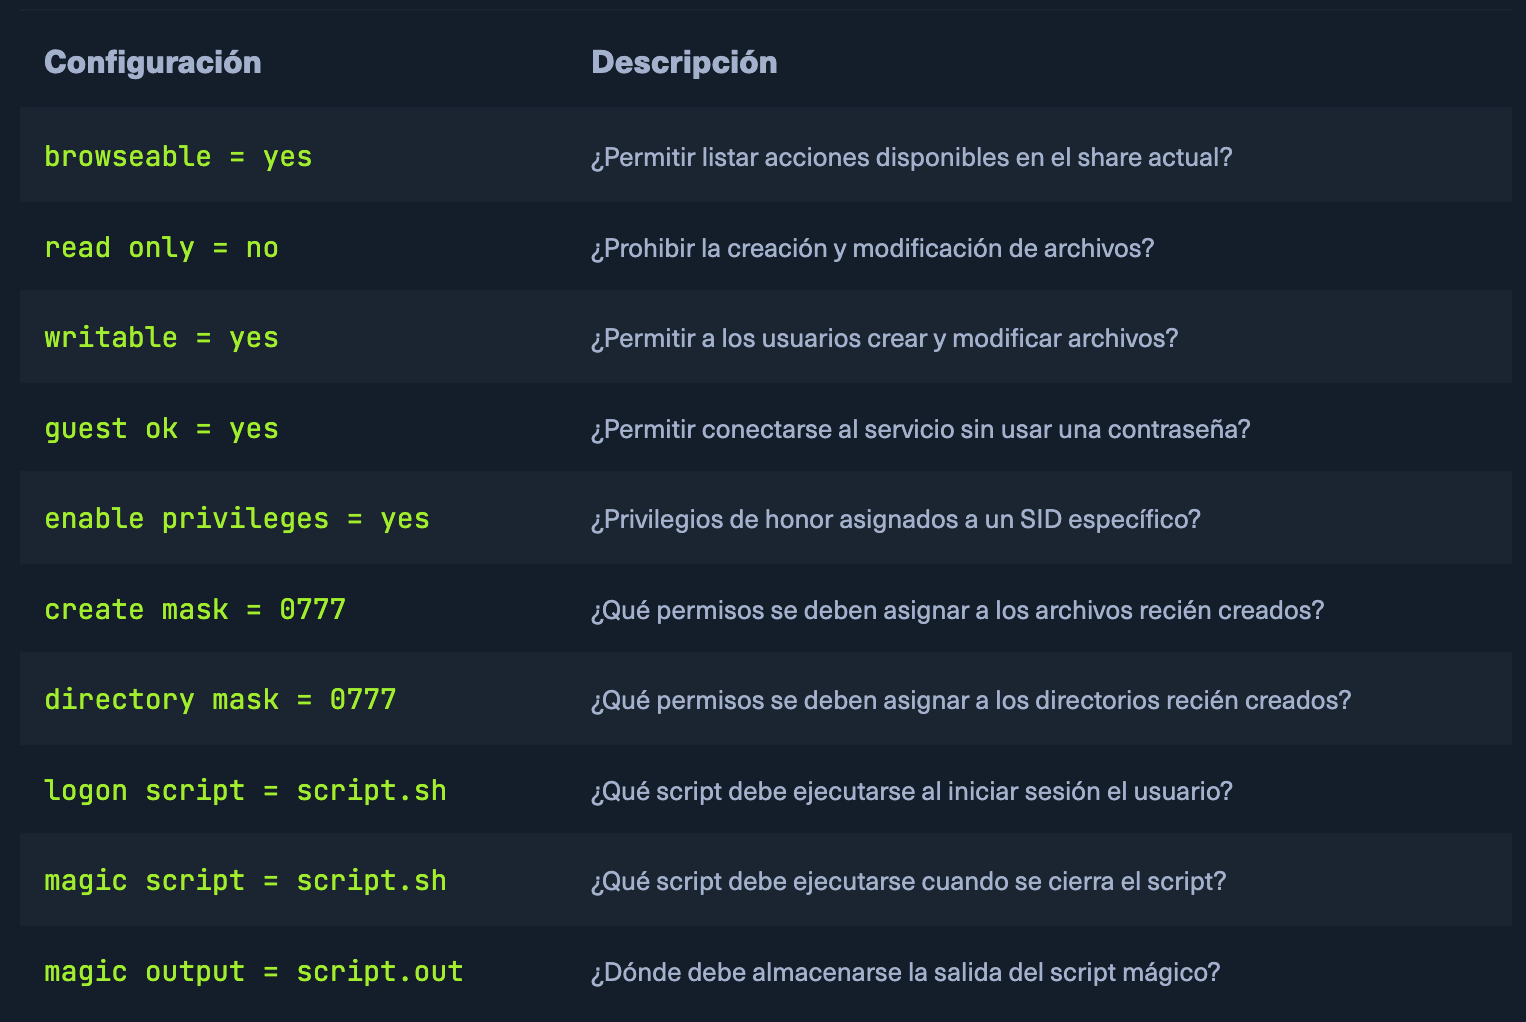 Configuración Descripción
browseable = yes ¿Permitir listar acciones disponibles en el share actual?
read only = no ¿Prohibir la creación y modificación de archivos?
writable = yes ¿Permitir a los usuarios crear y modificar archivos?
guest ok = yes ¿Permitir conectarse al servicio sin usar una contraseña?
enable privileges = yes ¿Privilegios de honor asignados a un SID específico?
create mask = 0777 ¿Qué permisos se deben asignar a los archivos recién creados?
directory mask = 0777 ¿Qué permisos se deben asignar a los directorios recién creados?
logon script = script.sh ¿Qué script debe ejecutarse al iniciar sesión el usuario?
magic script = script.sh ¿Qué script debe ejecutarse cuando se cierra el script?
magic output = script.out ¿Dónde debe almacenarse la salida del script mágico?